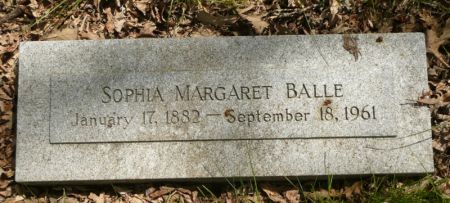 SOPHIA MARGARET BALLE
January 17, 1882 — September 18, 1961